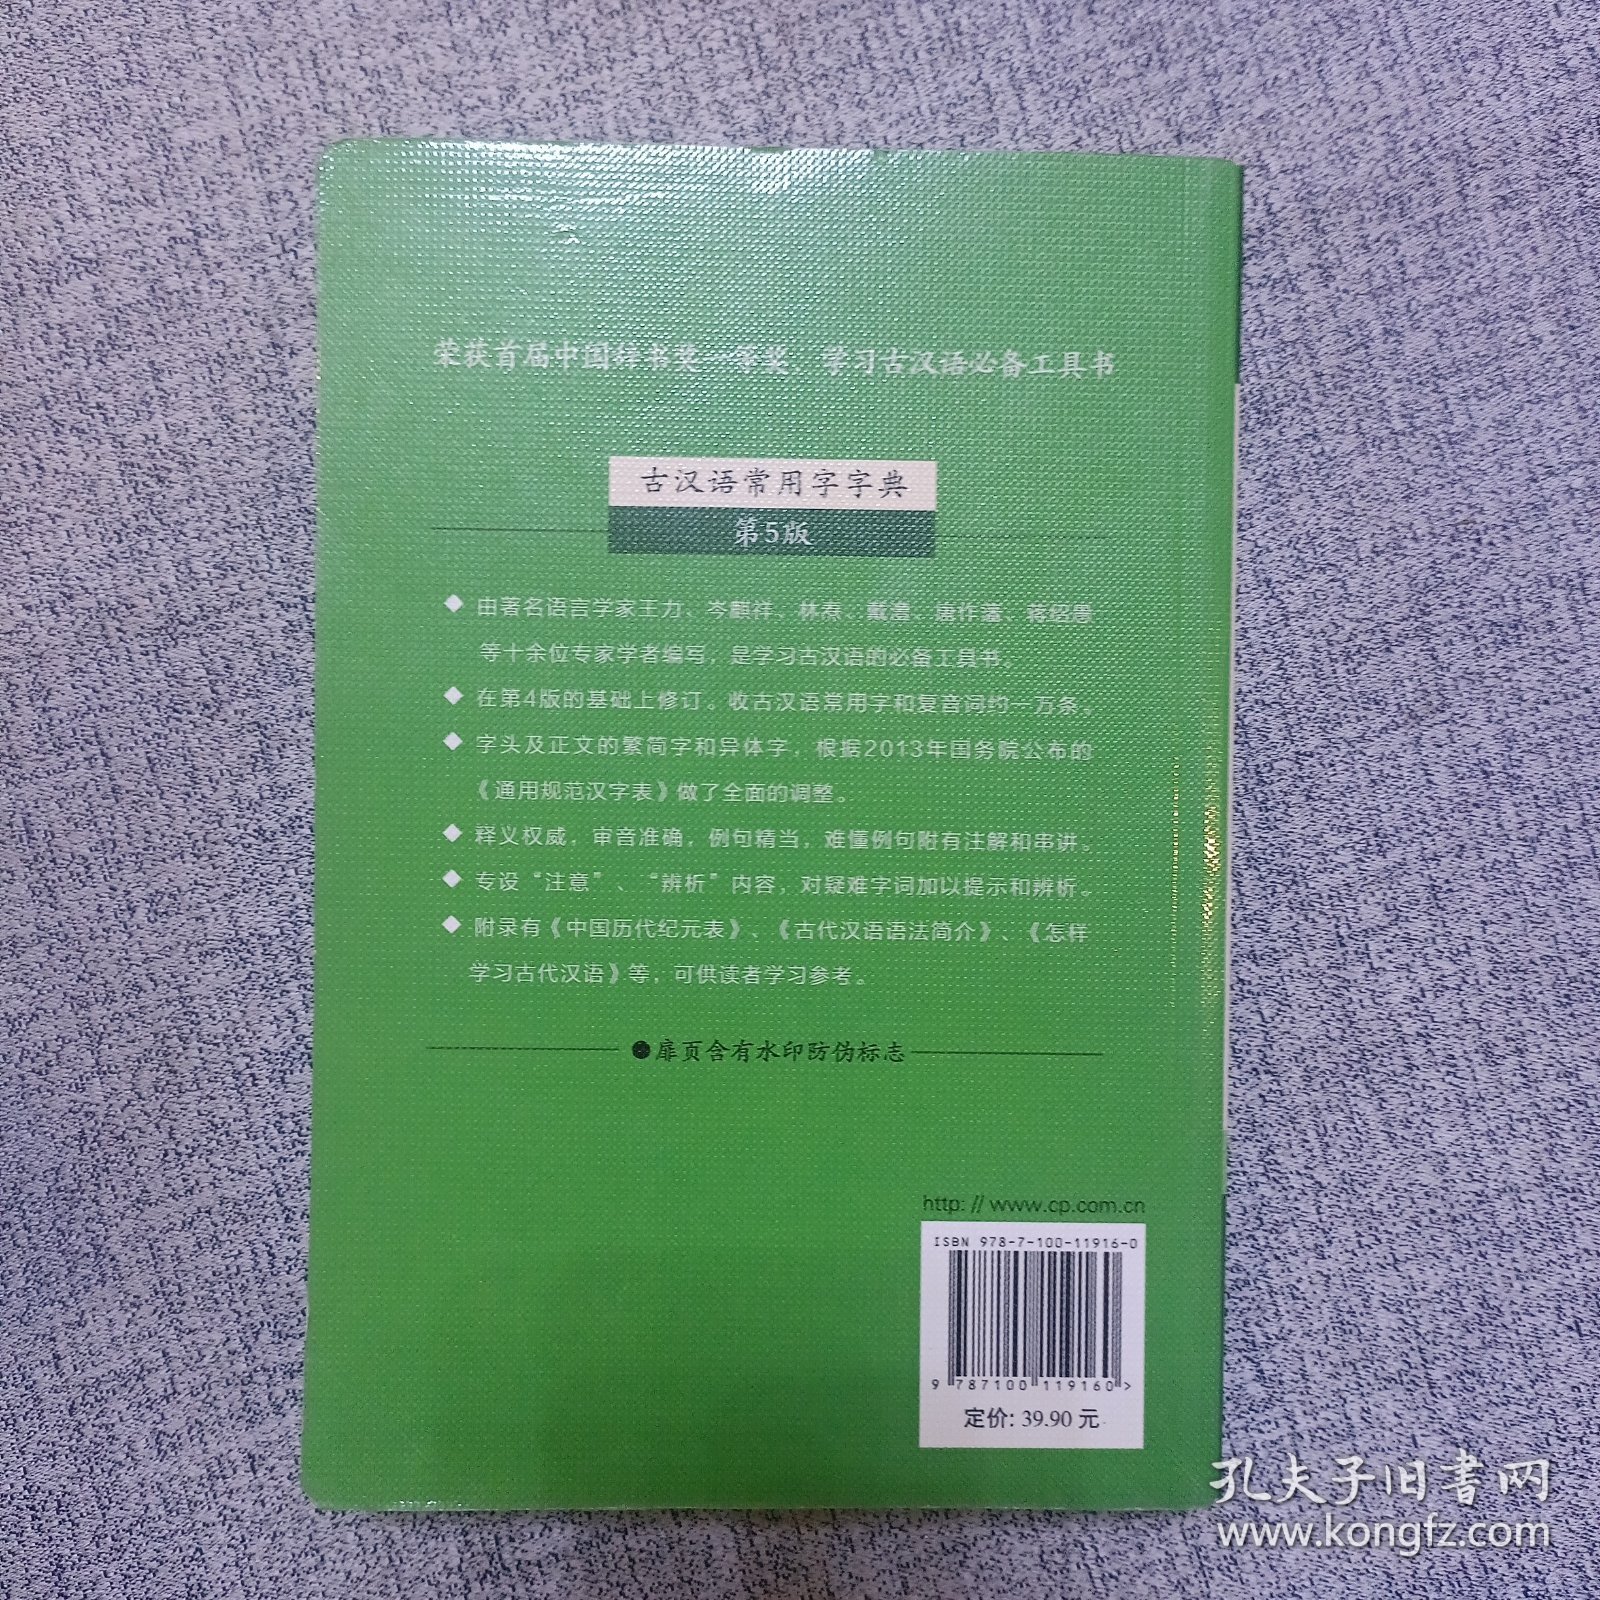 荣获首届中国辞书奖一等奖，学习古汉语必备工具书
古汉语常用字字典
第5版
◆ 由著名语言学家王力、岑麒祥、林焘、戴澧、唐作藩、蒋绍愚
等十余位专家学者编写，是学习古汉语的必备工具书。
◆ 在第4版的基础上修订。收古汉语常用字和复音词约一万条。
◆ 字头及正文的繁简字和异体字，根据2013年国务院公布的
《通用规范汉字表》做了全面的调整。
◆ 释义权威，审音准确，例句精当，难懂例句附有注解和串讲。
◆ 专设“注意”、“辨析”内容，对疑难字词加以提示和辨析。
◆ 附录有《中国历代纪元表》、《古代汉语语法简介》、《怎样
学习古代汉语》等，可供读者学习参考。
●扉页含有水印防伪标志
http: // www.cp.com.cn
ISBN 978-7-100-11916-0
9 787100 119160>
定价: 39.90 元
孔夫子旧书网
www.kongfz.com